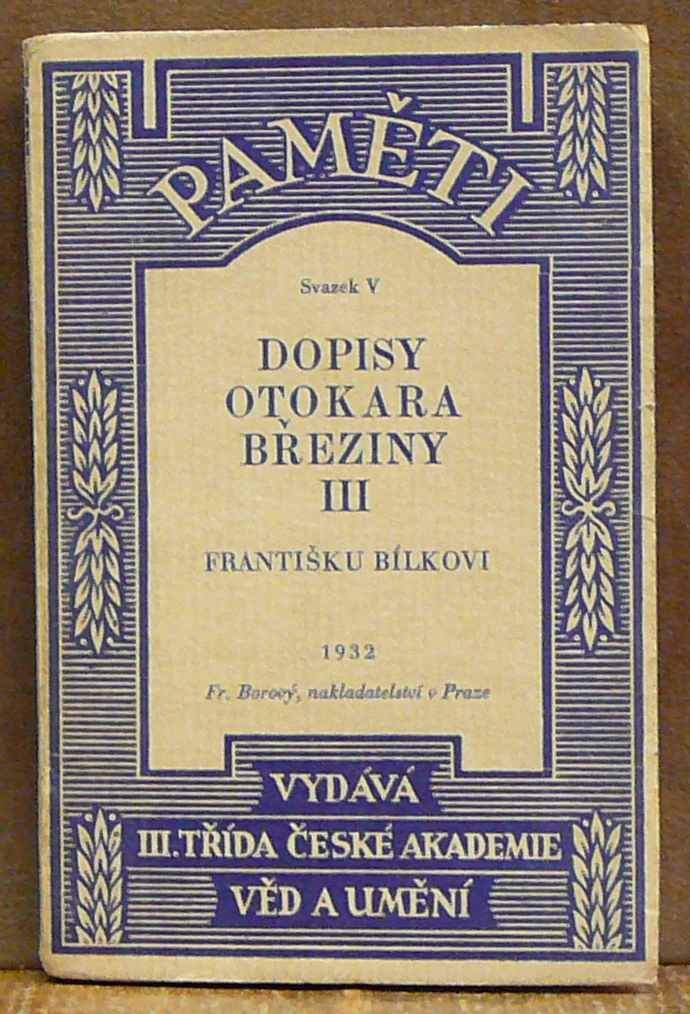 PAMĚTI
Svazek V
DOPISY
OTOKARA
BŘEZINY
III
FRANTIŠKU BÍLKOVI
1932
Fr. Borový, nakladatelství v Praze
VYDÁVÁ
III. TŘÍDA ČESKÉ AKADEMIE
VĚD A UMĚNÍ